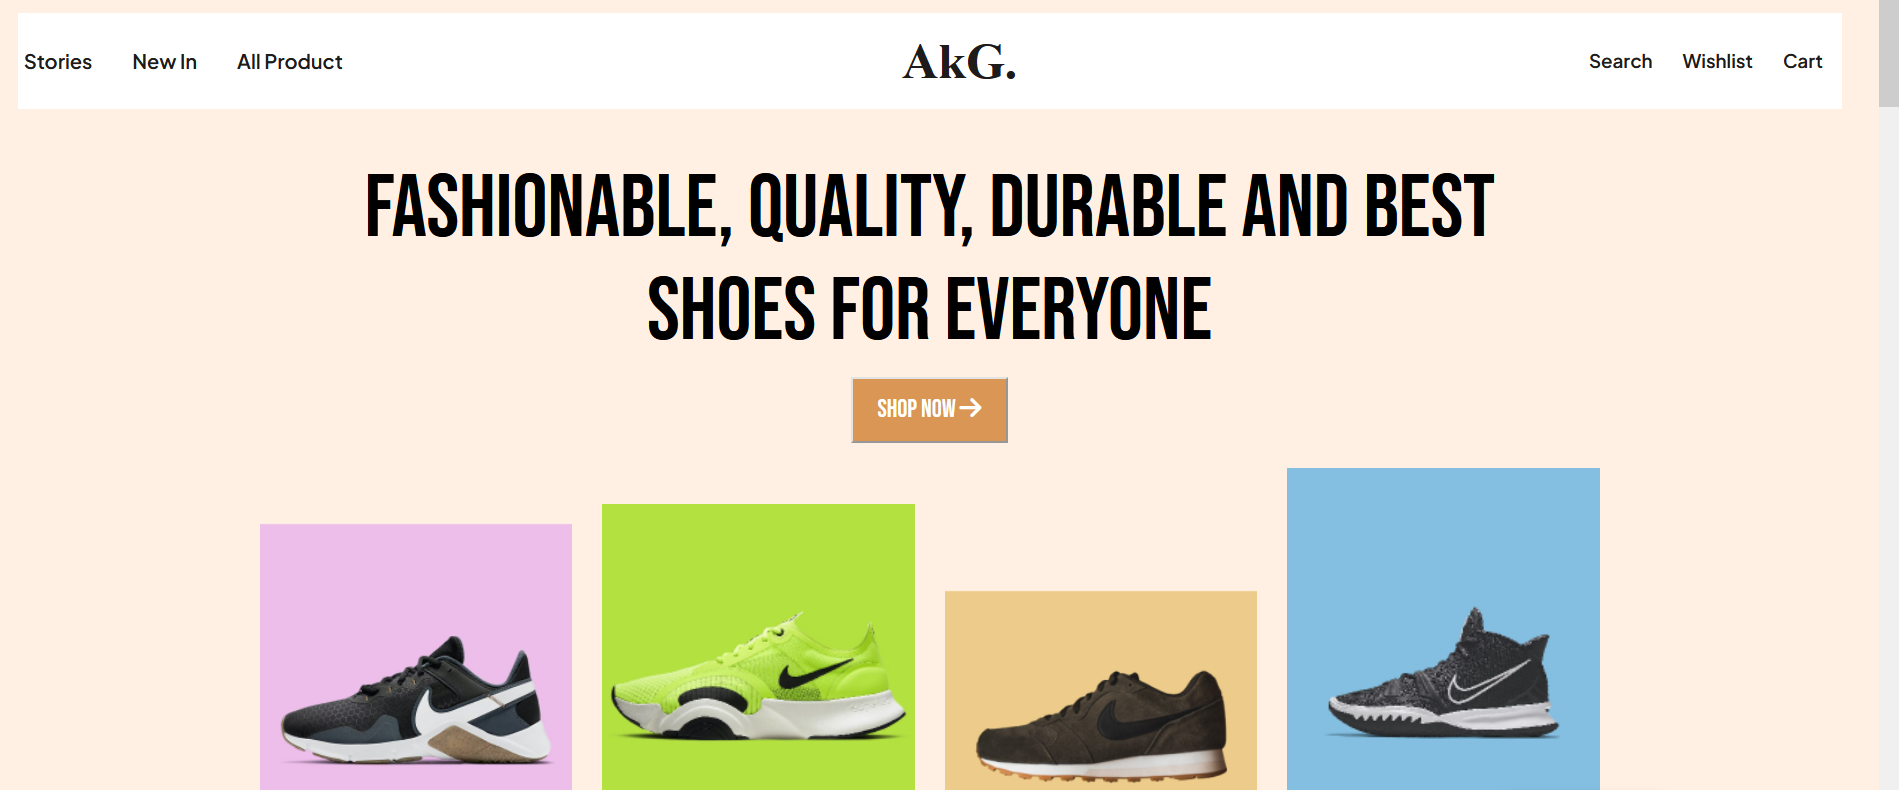 Stories New In All Product AkG. Search Wishlist Cart
FASHIONABLE, QUALITY, DURABLE AND BEST
SHOES FOR EVERYONE
SHOP NOW →